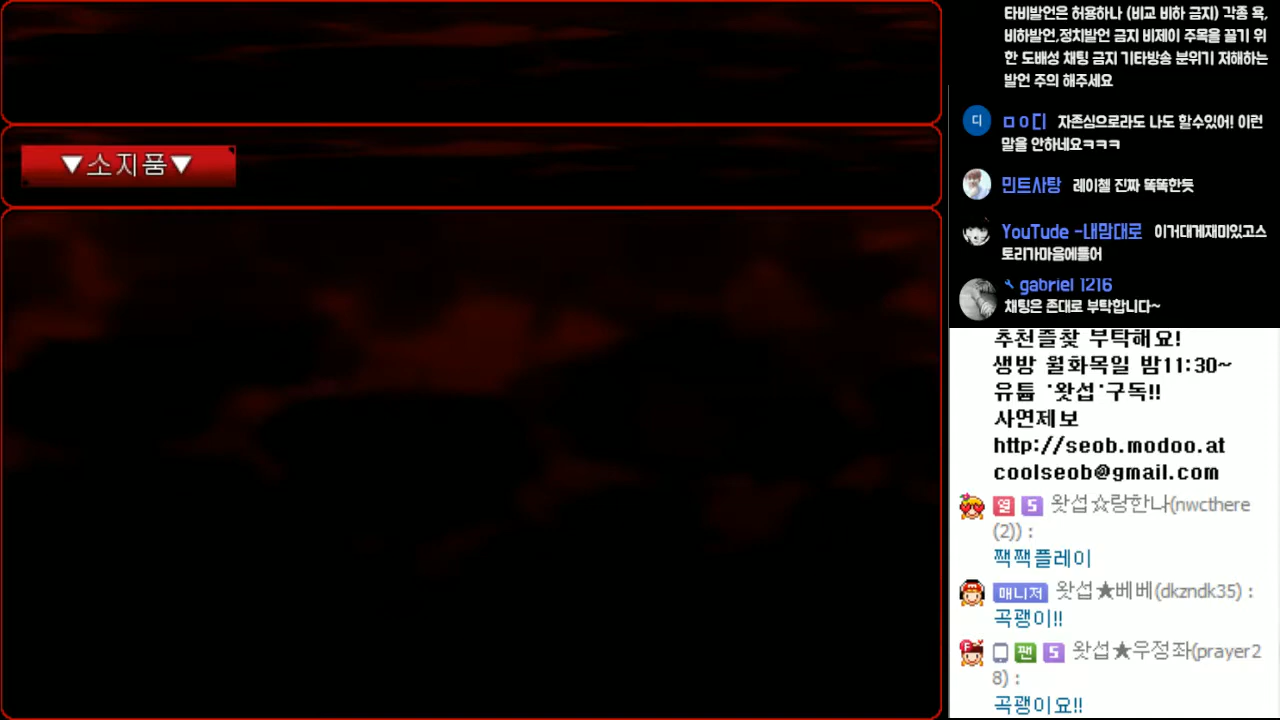 ▼소지품▼
타비발언은 허용하나 (비교 비하 금지) 각종 욕,
비하발언,정치발언 금지 비제이 주목을 끌기 위
한 도배성 채팅 금지 기타방송 분위기 저해하는
발언 주의 해주세요
디 ㅁㅇ디 자존심으로라도 나도 할수있어! 이런
말을 안하네요ㅋㅋㅋ
민트사탕 레이첼 진짜 똑똑한듯
YouTude -내맘대로 이거대게재미있고스
토리가마음에틀어
gabriel 1216
채팅은 존대로 부탁합니다~
추천즐찾 부탁해요!
생방 월화목일 밤11:30~
유튭 '왓섭'구독!!
사연제보
http://seob.modoo.at
coolseob@gmail.com
열 5 왓섭☆랑한나(nwcthere
(2)) :
짹짹플레이
매니저 왓섭★베베(dkzndk35) :
곡괭이!!
팬 5 왓섭★우정좌(prayer2
8) :
곡괭이요!!